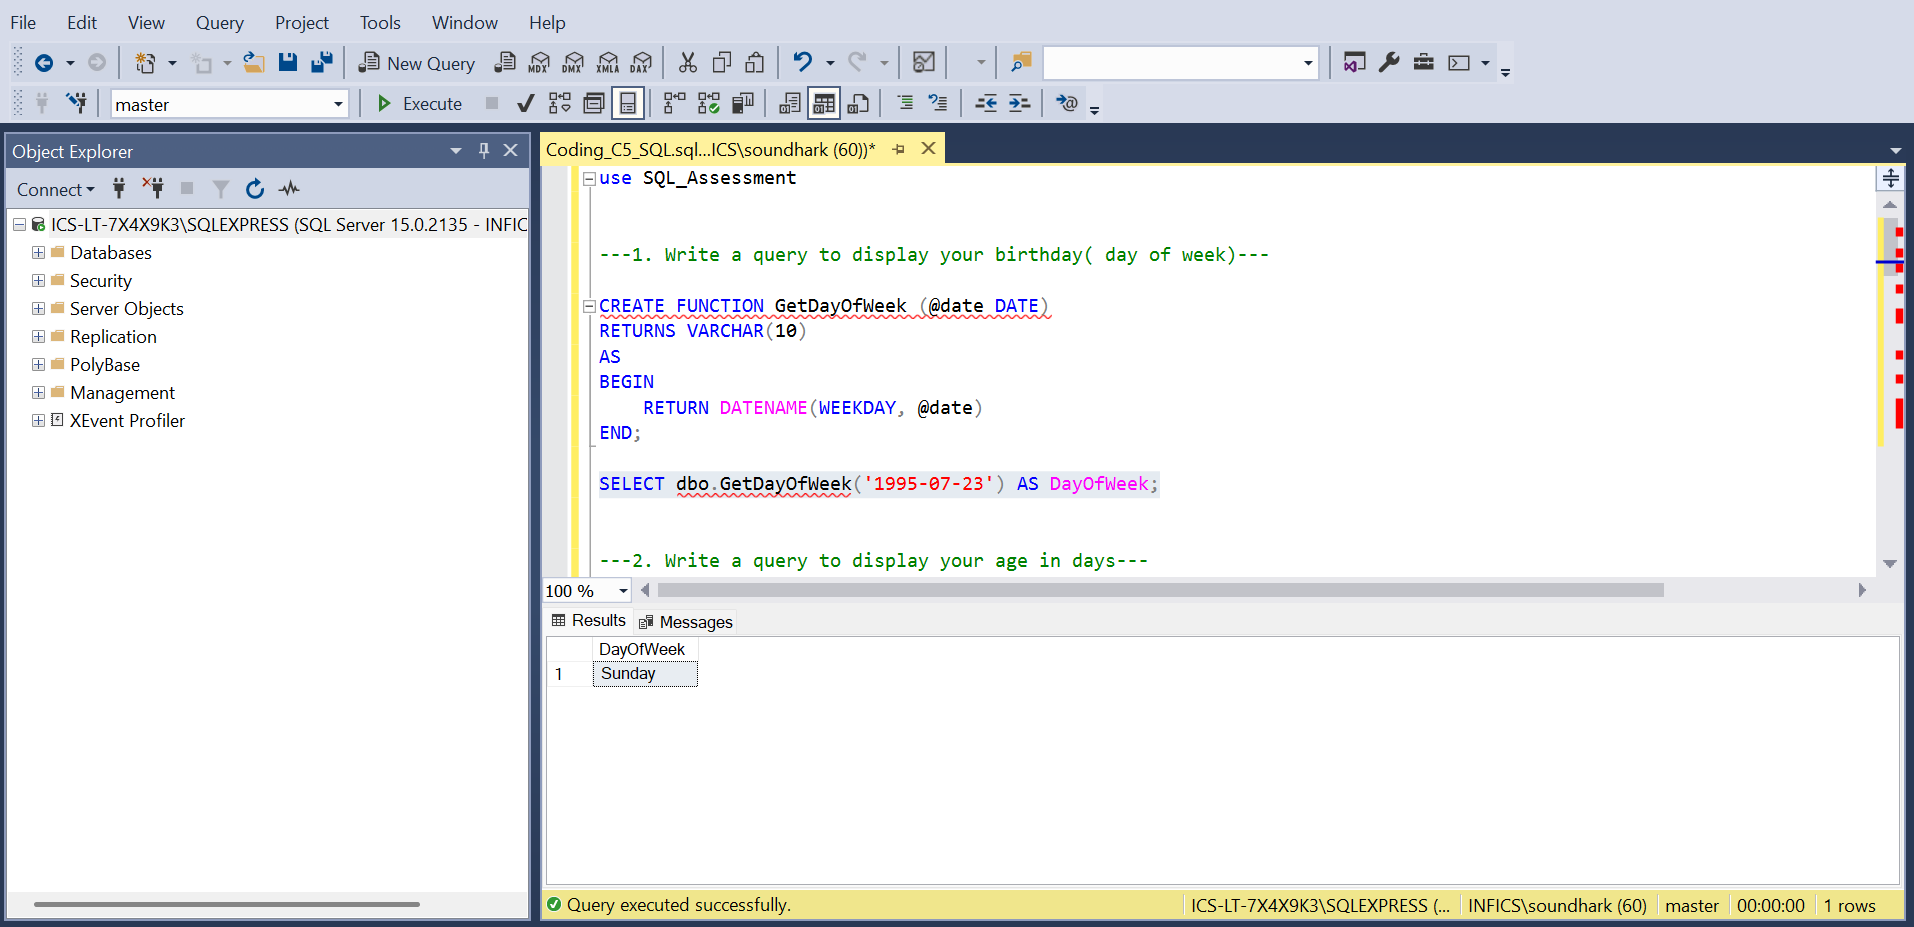 File Edit View Query Project Tools Window Help
New Query MDX DMX XMLA DAX
master Execute
Object Explorer
Connect
ICS-LT-7X4X9K3\SQLEXPRESS (SQL Server 15.0.2135 - INFIC
Databases
Security
Server Objects
Replication
PolyBase
Management
XEvent Profiler
Coding_C5_SQL.sql...ICS\soundhark (60))*
use SQL_Assessment
---1. Write a query to display your birthday( day of week)---
CREATE FUNCTION GetDayOfWeek (@date DATE)
RETURNS VARCHAR(10)
AS
BEGIN
RETURN DATENAME(WEEKDAY, @date)
END;
SELECT dbo.GetDayOfWeek('1995-07-23') AS DayOfWeek;
---2. Write a query to display your age in days---
100 %
Results Messages
DayOfWeek
1 Sunday
Query executed successfully. ICS-LT-7X4X9K3\SQLEXPRESS (... INFICS\soundhark (60) master 00:00:00 1 rows